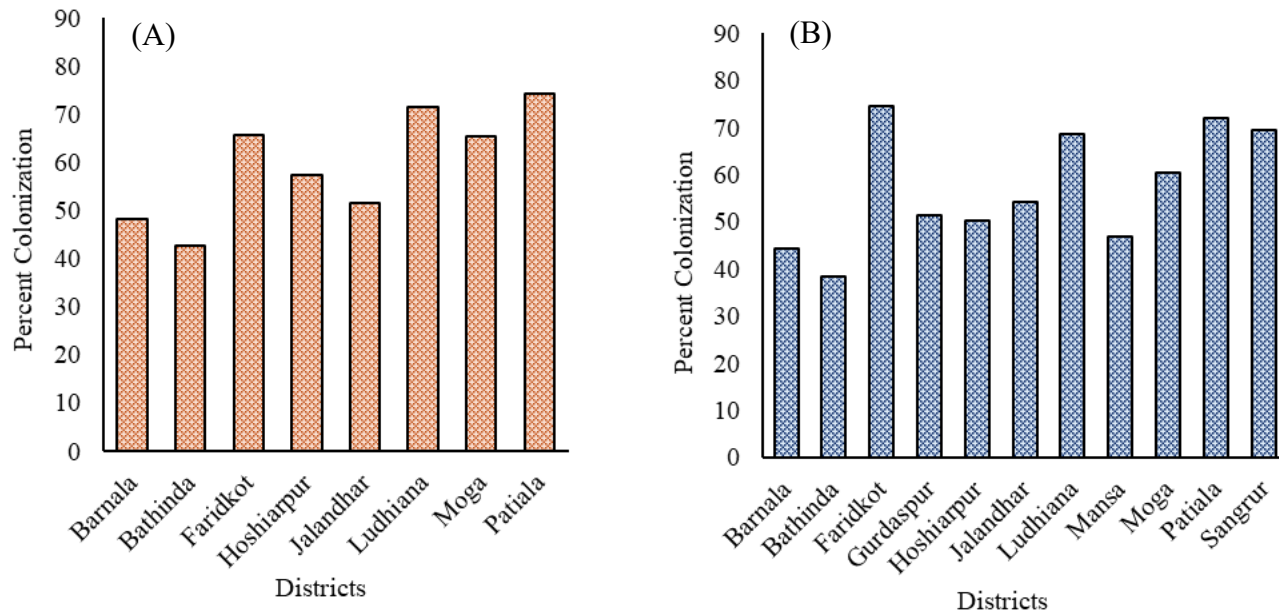 (A)
90
80
70
60
50
40
30
20
10
0
Percent Colonization
Barnala
Bathinda
Faridkot
Hoshiarpur
Jalandhar
Ludhiana
Moga
Patiala
Districts
(B)
90
80
70
60
50
40
30
20
10
0
Percent Colonization
Barnala
Bathinda
Faridkot
Gurdaspur
Hoshiarpur
Jalandhar
Ludhiana
Mansa
Moga
Patiala
Sangrur
Districts